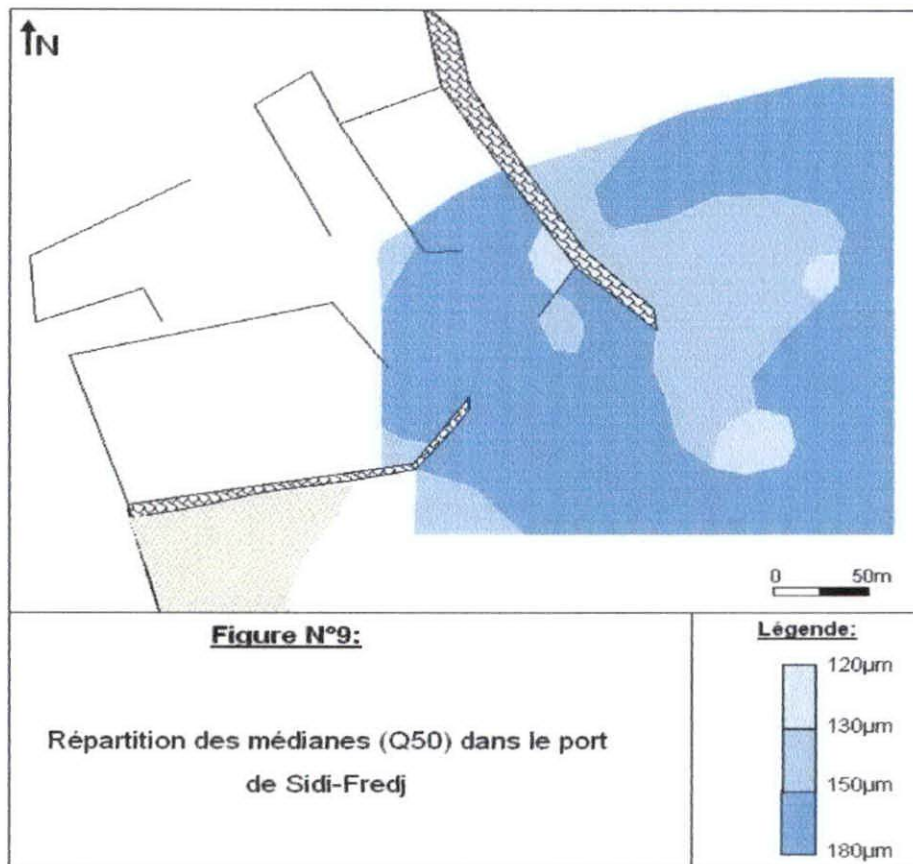 N
0 50m
Figure N°9:
Répartition des médianes (Q50) dans le port
de Sidi-Fredj
Légende:
120µm
130µm
150µm
180µm